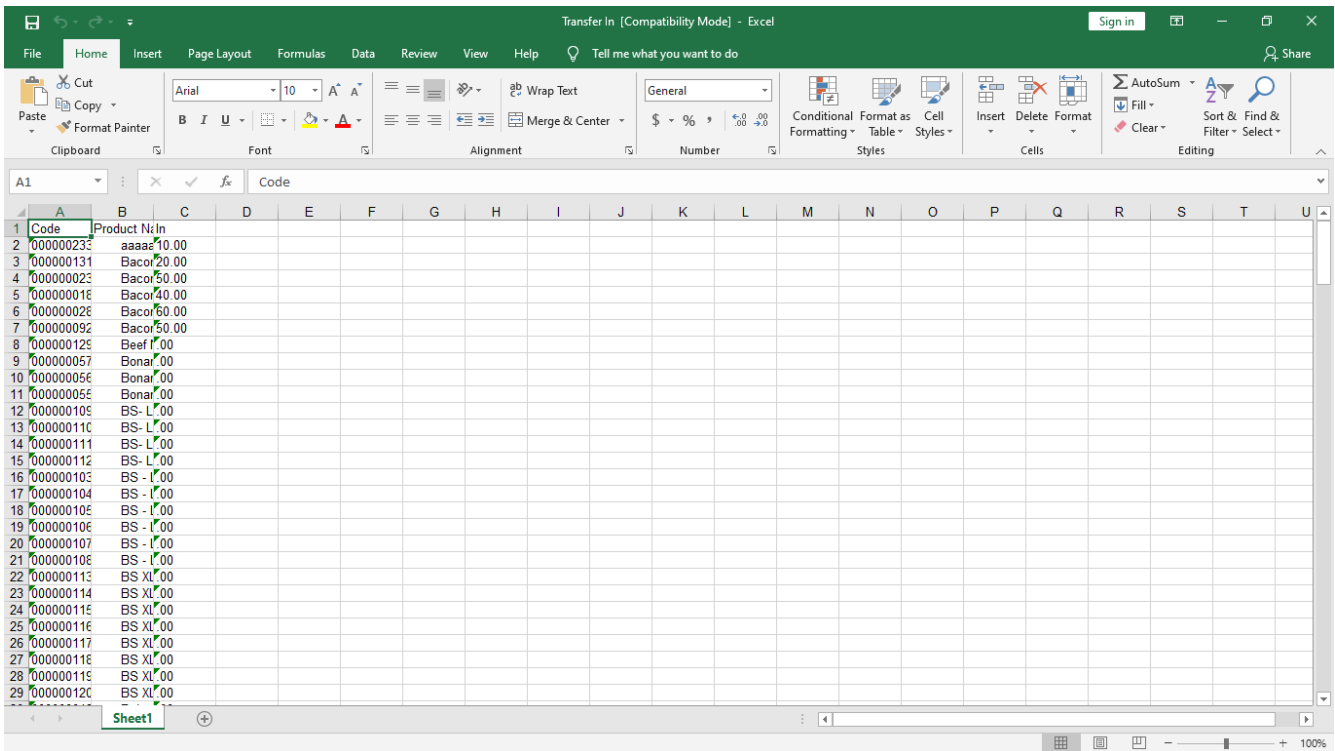 Transfer In [Compatibility Mode] - Excel Sign in
File Home Insert Page Layout Formulas Data Review View Help Tell me what you want to do Share
Paste
Cut
Copy
Format Painter
Clipboard
Arial 10
B I U
Font
Wrap Text
Merge & Center
Alignment
General
$ % ,
Number
Conditional Formatting
Format as Table
Cell Styles
Styles
Insert Delete Format
Cells
AutoSum
Fill
Clear
Sort & Filter
Find & Select
Editing
A1 fx Code
A B C D E F G H I J K L M N O P Q R S T U
1 Code Product Na In
2 000000233 aaaaa 10.00
3 000000131 Bacon 20.00
4 000000023 Bacon 50.00
5 000000018 Bacon 40.00
6 000000028 Bacon 60.00
7 000000092 Bacon 50.00
8 000000129 Beef .00
9 000000057 Bonan .00
10 000000056 Bonan .00
11 000000055 Bonan .00
12 000000109 BS- L .00
13 000000110 BS- L .00
14 000000111 BS- L .00
15 000000112 BS- L .00
16 000000103 BS - .00
17 000000104 BS - .00
18 000000105 BS - .00
19 000000106 BS - .00
20 000000107 BS - .00
21 000000108 BS - .00
22 000000113 BS XL .00
23 000000114 BS XL .00
24 000000115 BS XL .00
25 000000116 BS XL .00
26 000000117 BS XL .00
27 000000118 BS XL .00
28 000000119 BS XL .00
29 000000120 BS XL .00
Sheet1
100%